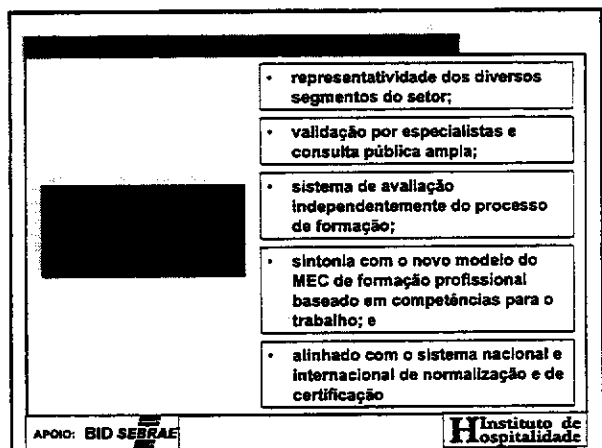 • representatividade dos diversos
segmentos do setor;
• validação por especialistas e
consulta pública ampla;
• sistema de avaliação
independentemente do processo
de formação;
• sintonia com o novo modelo do
MEC de formação profissional
baseado em competências para o
trabalho; e
• alinhado com o sistema nacional e
internacional de normalização e de
certificação
APOIO: BID SEBRAE
Instituto de
Hospitalidade